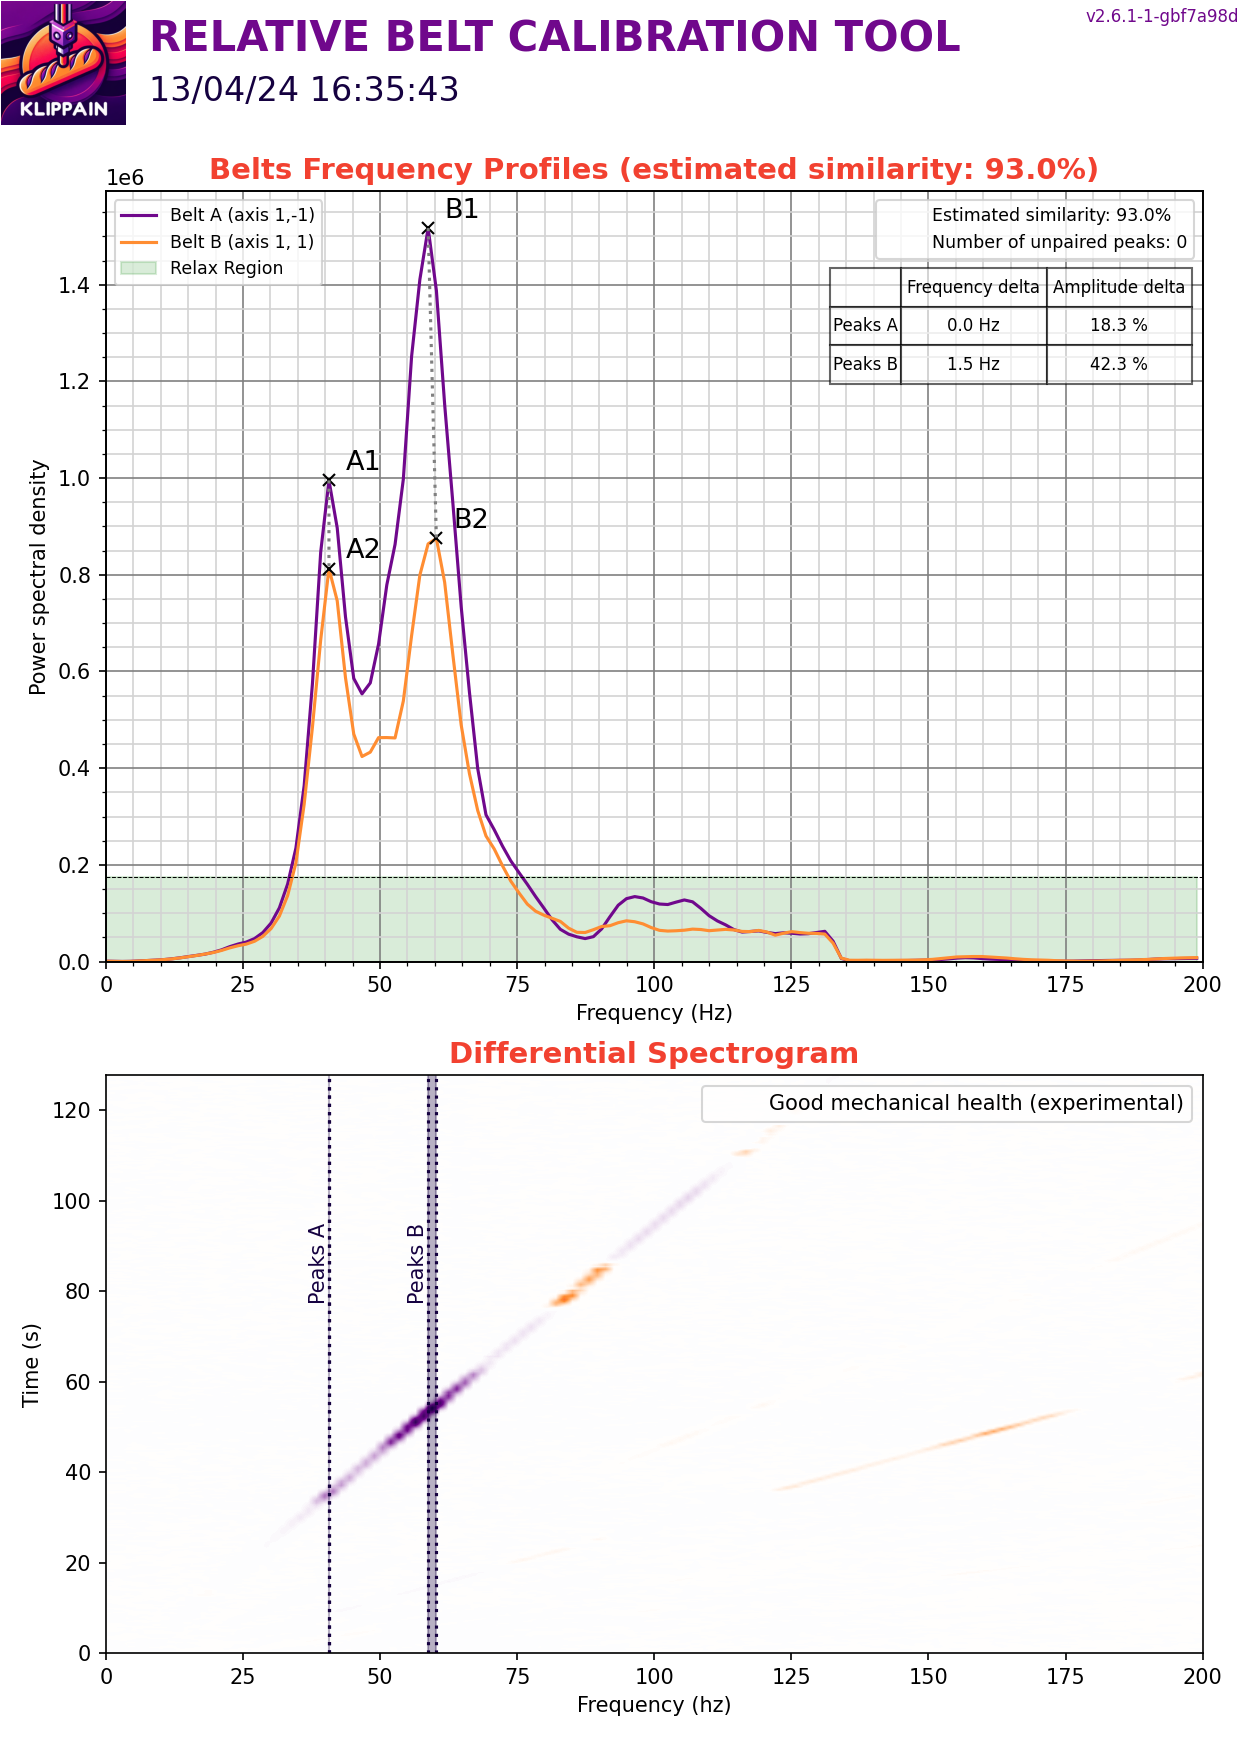 v2.6.1-1-gbf7a98d
RELATIVE BELT CALIBRATION TOOL
13/04/24 16:35:43
KLIPPAIN
Belts Frequency Profiles (estimated similarity: 93.0%)
1e6
Belt A (axis 1,-1)
Belt B (axis 1, 1)
Relax Region
Estimated similarity: 93.0%
Number of unpaired peaks: 0
Frequency delta Amplitude delta
Peaks A 0.0 Hz 18.3 %
Peaks B 1.5 Hz 42.3 %
B1
A1
B2
A2
Power spectral density
1.4
1.2
1.0
0.8
0.6
0.4
0.2
0.0
0 25 50 75 100 125 150 175 200
Frequency (Hz)
Differential Spectrogram
Good mechanical health (experimental)
Peaks A
Peaks B
Time (s)
120
100
80
60
40
20
0
0 25 50 75 100 125 150 175 200
Frequency (hz)